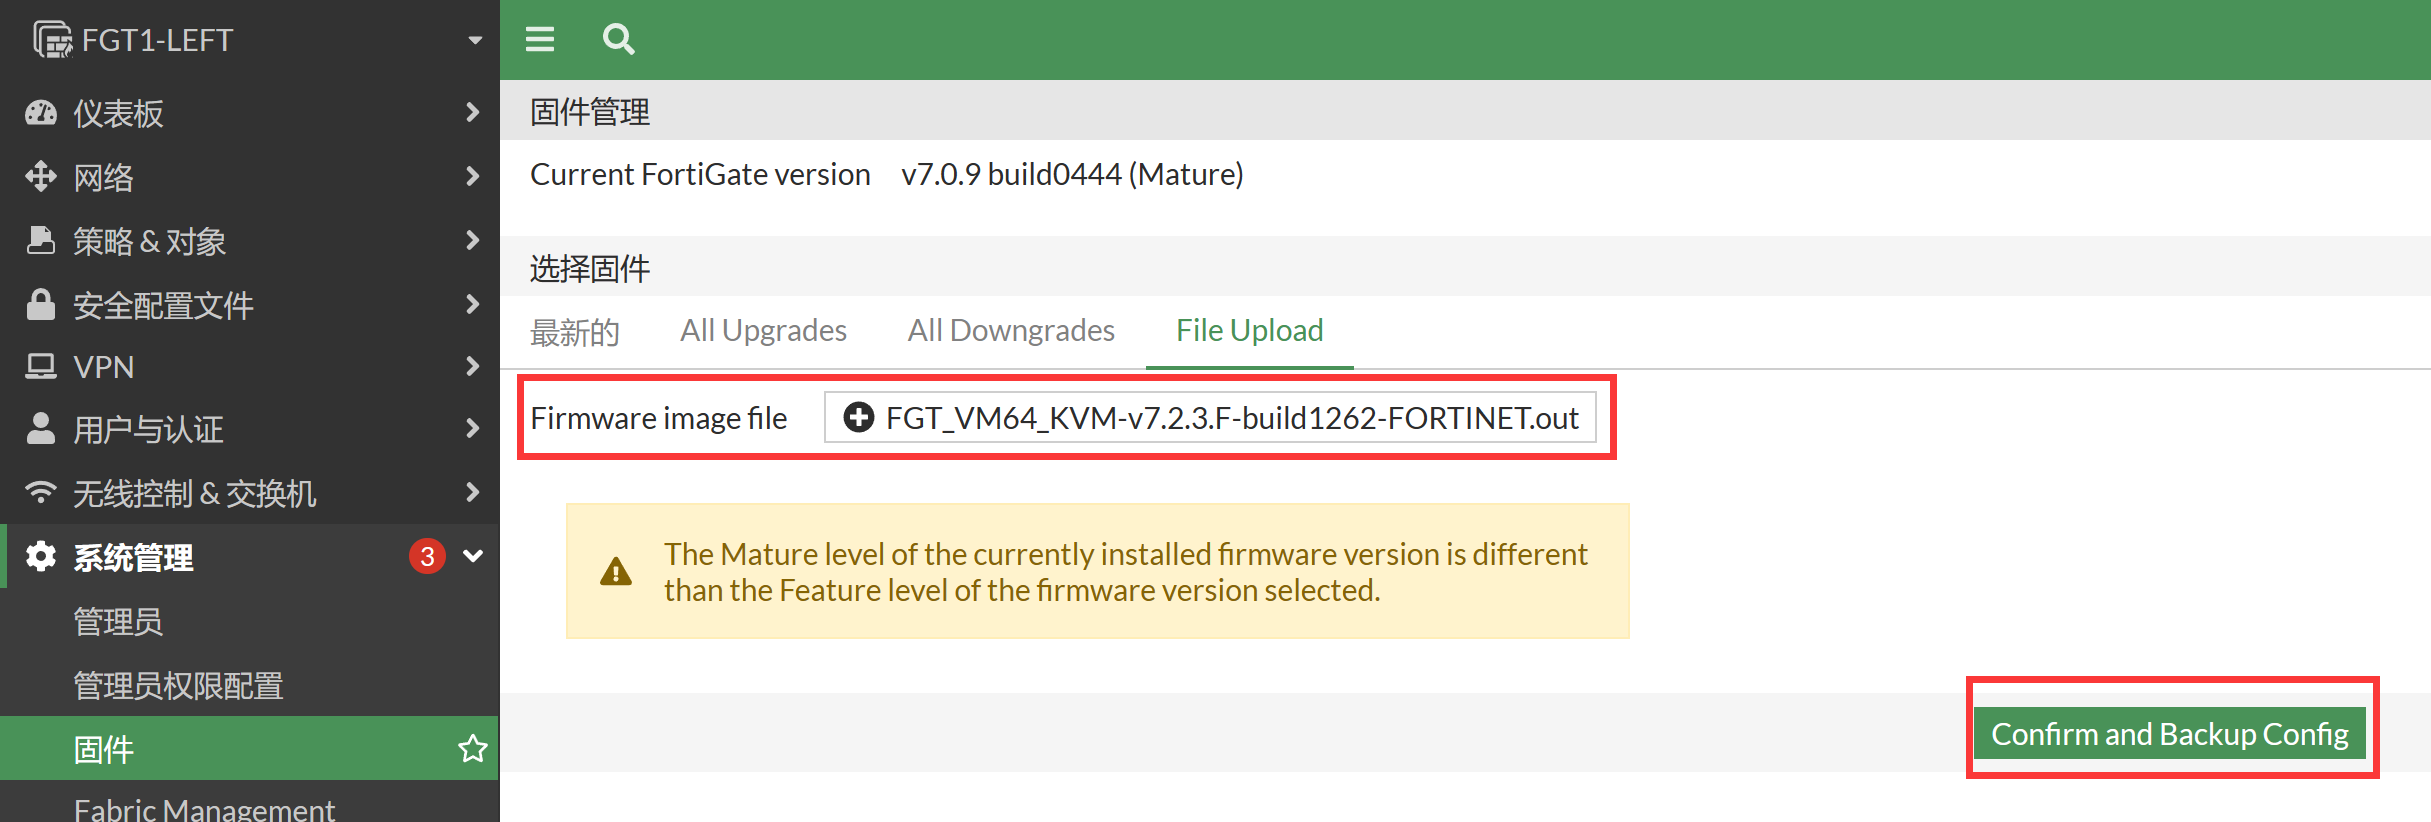 FGT1-LEFT
仪表板
网络
策略 & 对象
安全配置文件
VPN
用户与认证
无线控制 & 交换机
系统管理 3
管理员
管理员权限配置
固件
Fabric Management
固件管理
Current FortiGate version v7.0.9 build0444 (Mature)
选择固件
最新的 All Upgrades All Downgrades File Upload
Firmware image file FGT_VM64_KVM-v7.2.3.F-build1262-FORTINET.out
The Mature level of the currently installed firmware version is different
than the Feature level of the firmware version selected.
Confirm and Backup Config